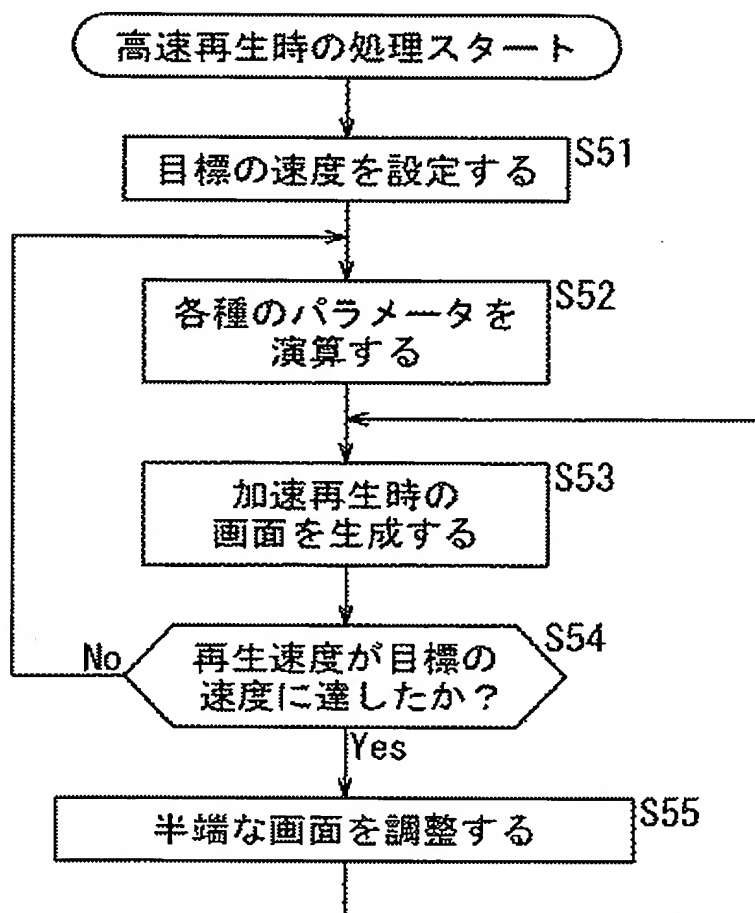 高速再生時の処理スタート
目標の速度を設定する
S51
各種のパラメータを
演算する
S52
加速再生時の
画面を生成する
S53
再生速度が目標の
速度に達したか？
S54
No
Yes
半端な画面を調整する
S55